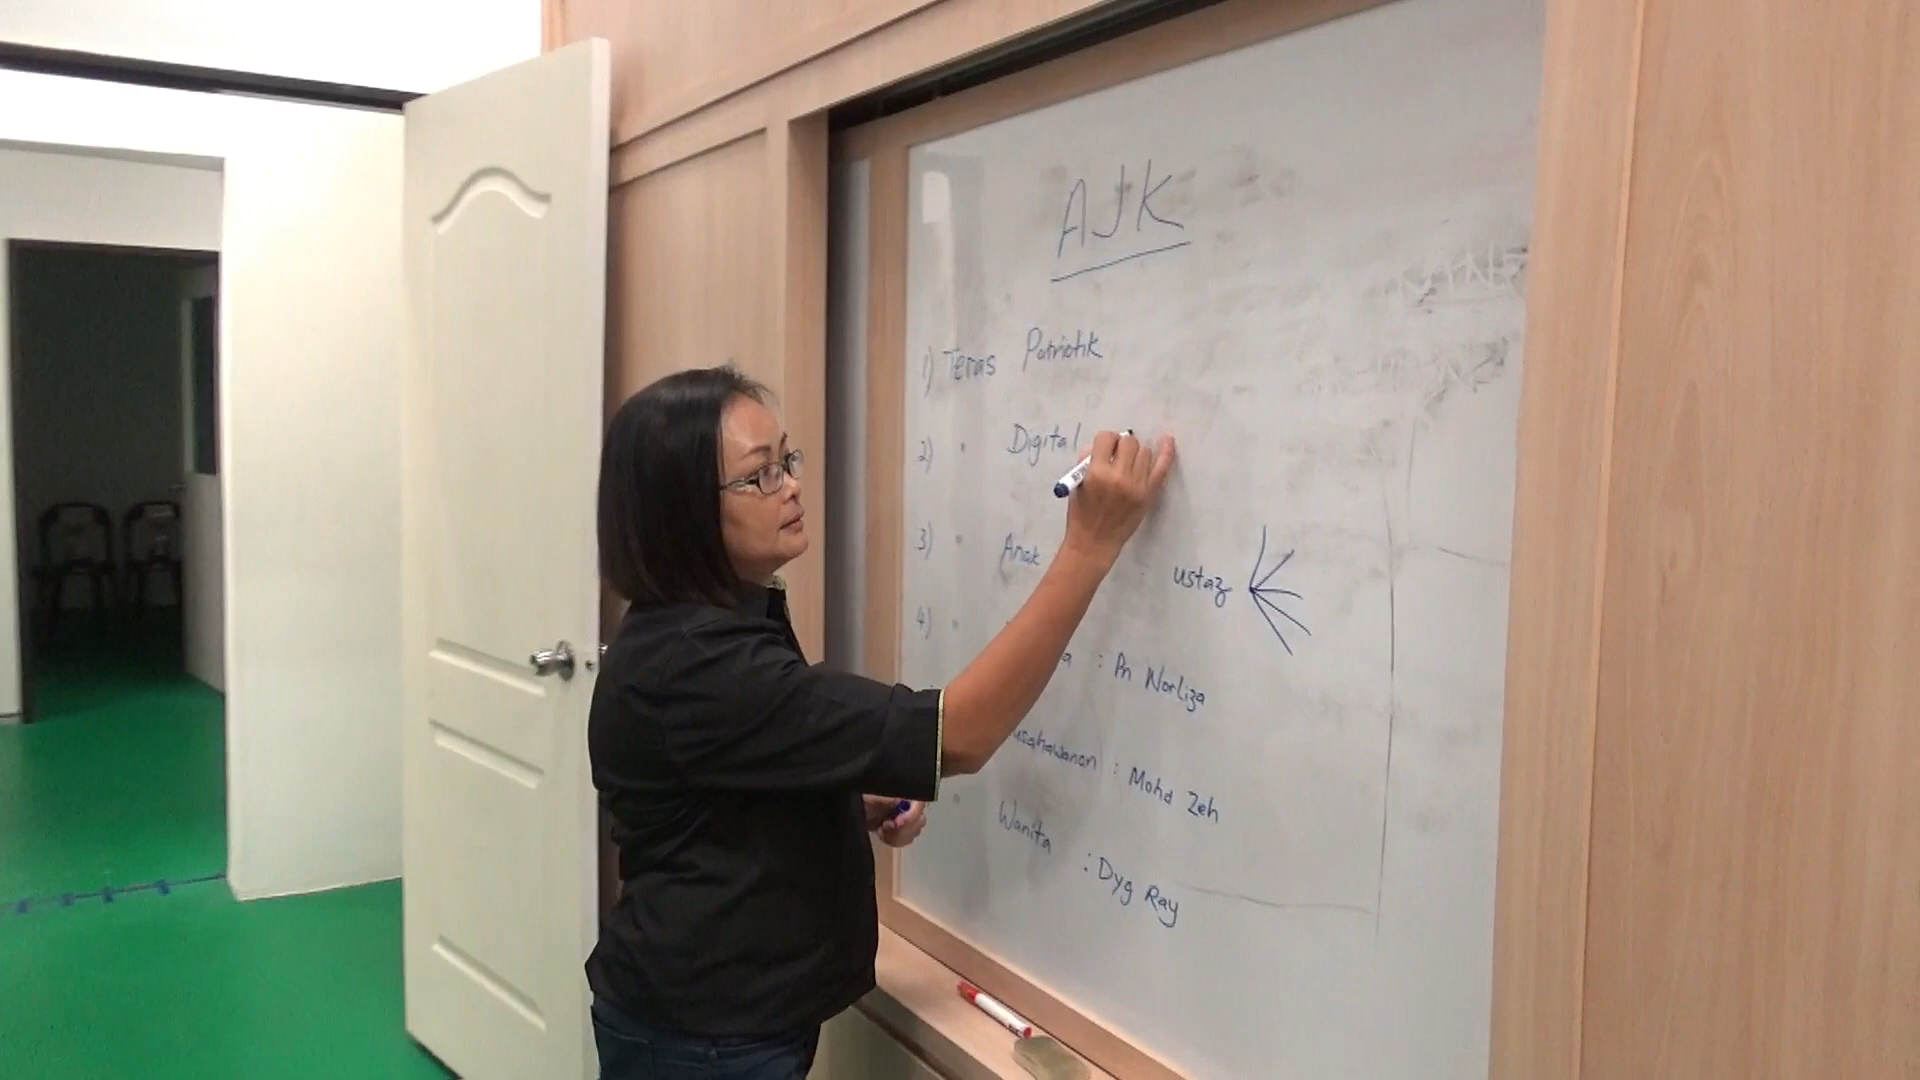 AJK
1) Teras Patriotik
2) " Digital
3) " Anak ustaz
4) "
: Pn Norliza
: Mohd Zeh
" Wanita : Dyg Ray